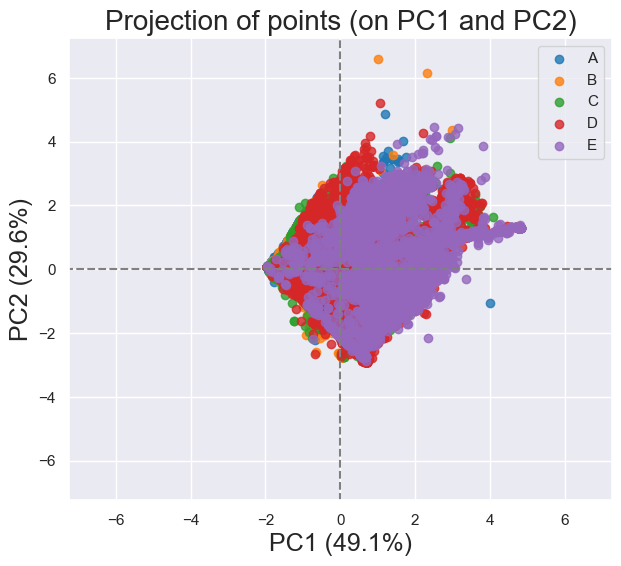 Projection of points (on PC1 and PC2)
A
B
C
D
E
6
4
2
0
−2
−4
−6
PC2 (29.6%)
−6 −4 −2 0 2 4 6
PC1 (49.1%)